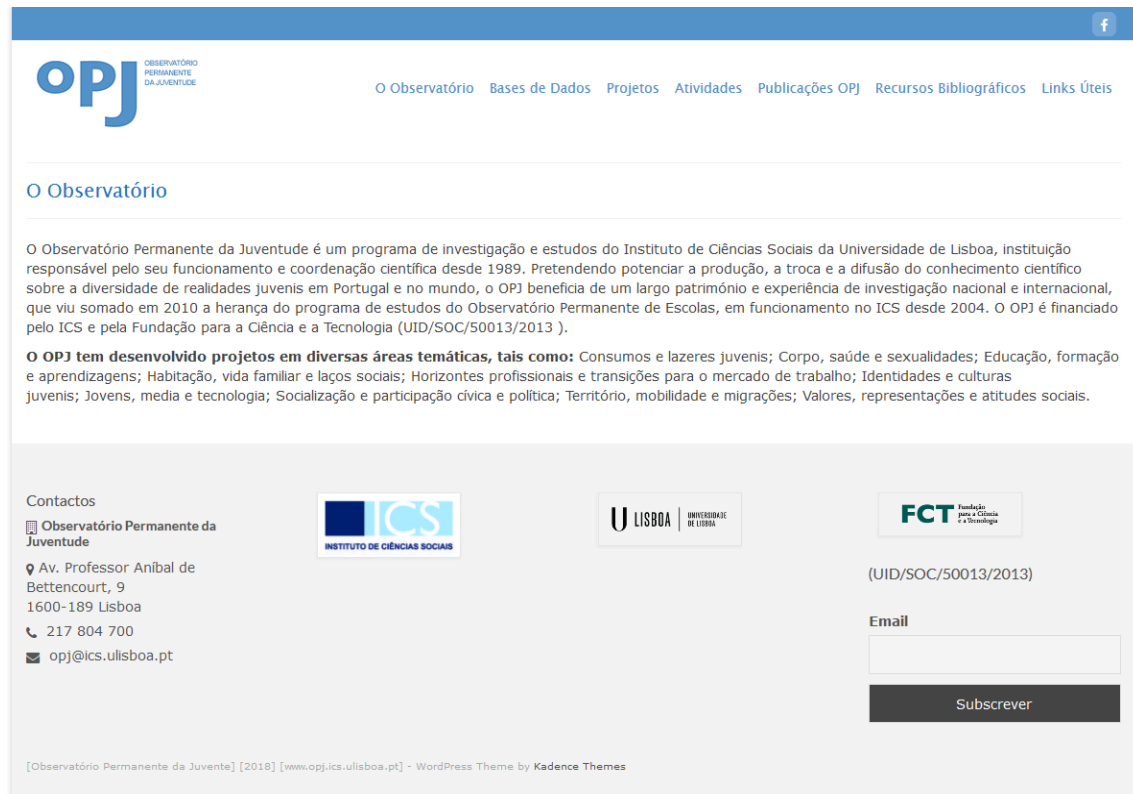 f
OPJ
OBSERVATÓRIO
PERMANENTE
DA JUVENTUDE
O Observatório Bases de Dados Projetos Atividades Publicações OPJ Recursos Bibliográficos Links Úteis
O Observatório
O Observatório Permanente da Juventude é um programa de investigação e estudos do Instituto de Ciências Sociais da Universidade de Lisboa, instituição
responsável pelo seu funcionamento e coordenação científica desde 1989. Pretendendo potenciar a produção, a troca e a difusão do conhecimento científico
sobre a diversidade de realidades juvenis em Portugal e no mundo, o OPJ beneficia de um largo património e experiência de investigação nacional e internacional,
que viu somado em 2010 a herança do programa de estudos do Observatório Permanente de Escolas, em funcionamento no ICS desde 2004. O OPJ é financiado
pelo ICS e pela Fundação para a Ciência e a Tecnologia (UID/SOC/50013/2013 ).
O OPJ tem desenvolvido projetos em diversas áreas temáticas, tais como: Consumos e lazeres juvenis; Corpo, saúde e sexualidades; Educação, formação
e aprendizagens; Habitação, vida familiar e laços sociais; Horizontes profissionais e transições para o mercado de trabalho; Identidades e culturas
juvenis; Jovens, media e tecnologia; Socialização e participação cívica e política; Território, mobilidade e migrações; Valores, representações e atitudes sociais.
Contactos
Observatório Permanente da
Juventude
Av. Professor Aníbal de
Bettencourt, 9
1600-189 Lisboa
217 804 700
opj@ics.ulisboa.pt
ICS
INSTITUTO DE CIÊNCIAS SOCIAIS
LISBOA
UNIVERSIDADE
DE LISBOA
FCT
Fundação
para a Ciência
e a Tecnologia
(UID/SOC/50013/2013)
Email
Subscrever
[Observatório Permanente da Juvente] [2018] [www.opj.ics.ulisboa.pt] - WordPress Theme by Kadence Themes